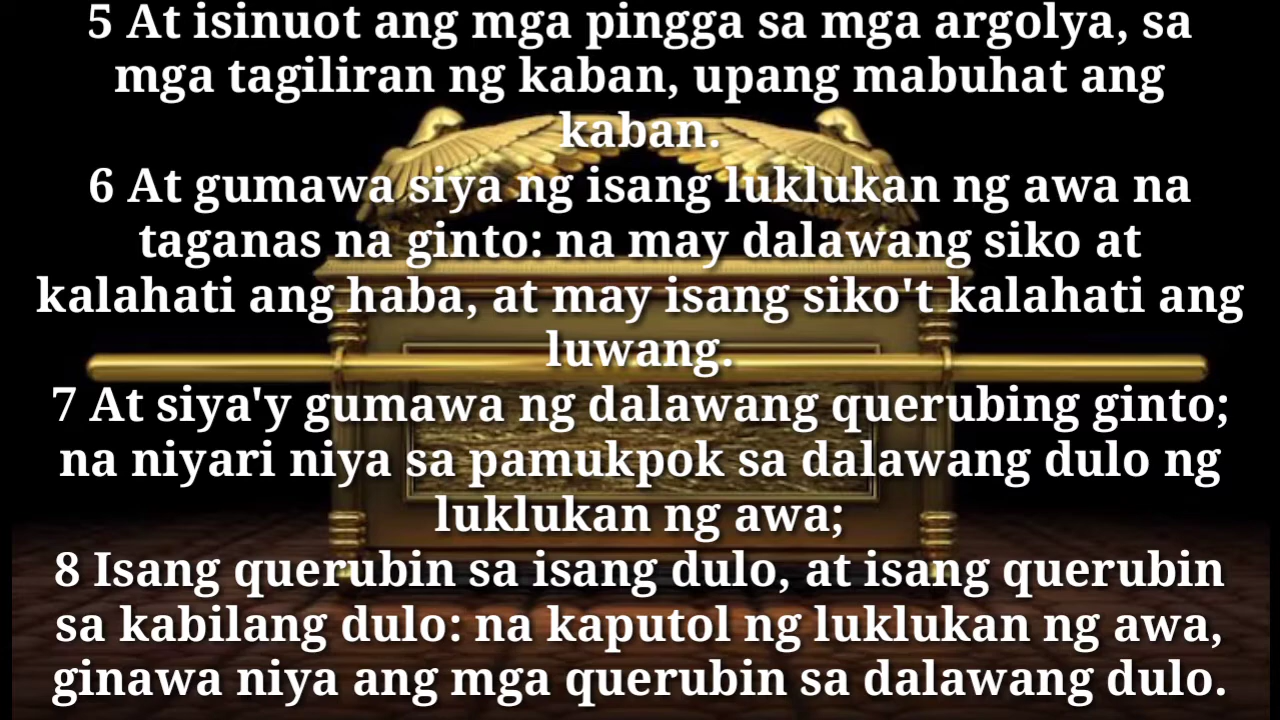 5 At isinuot ang mga pingga sa mga argolya, sa
mga tagiliran ng kaban, upang mabuhat ang
kaban.
6 At gumawa siya ng isang luklukan ng awa na
taganas na ginto: na may dalawang siko at
kalahati ang haba, at may isang siko't kalahati ang
luwang.
7 At siya'y gumawa ng dalawang querubing ginto;
na niyari niya sa pamukpok sa dalawang dulo ng
luklukan ng awa;
8 Isang querubin sa isang dulo, at isang querubin
sa kabilang dulo: na kaputol ng luklukan ng awa,
ginawa niya ang mga querubin sa dalawang dulo.